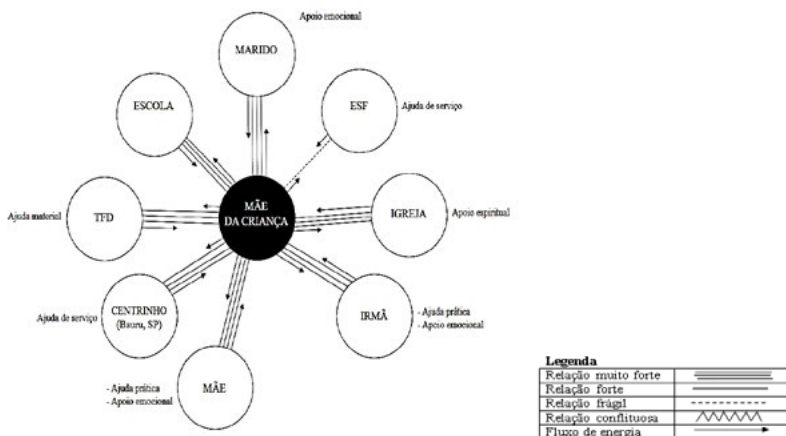 Apoio emocional
MARIDO
ESCOLA
ESF
Ajuda de serviço
MÃE
DA CRIANÇA
Ajuda material
TFD
IGREJA
Apoio espiritual
Ajuda de serviço
CENTRINHO
(Bauru, SP)
IRMÃ
- Ajuda prática
- Apoio emocional
- Ajuda prática
- Apoio emocional
MÃE
Legenda
Relação muito forte
Relação forte
Relação frágil
Relação conflituosa
Fluxo de energia